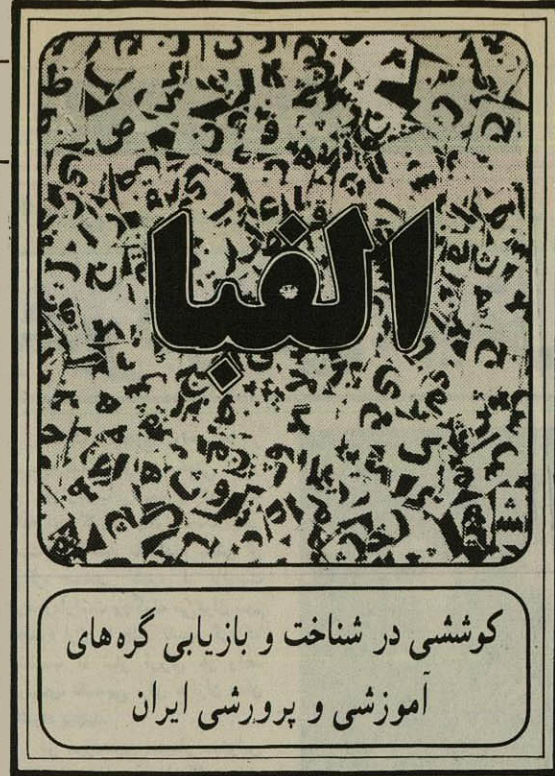 الفبا
کوششی در شناخت و بازیابی گره‌های
آموزشی و پرورشی ایران